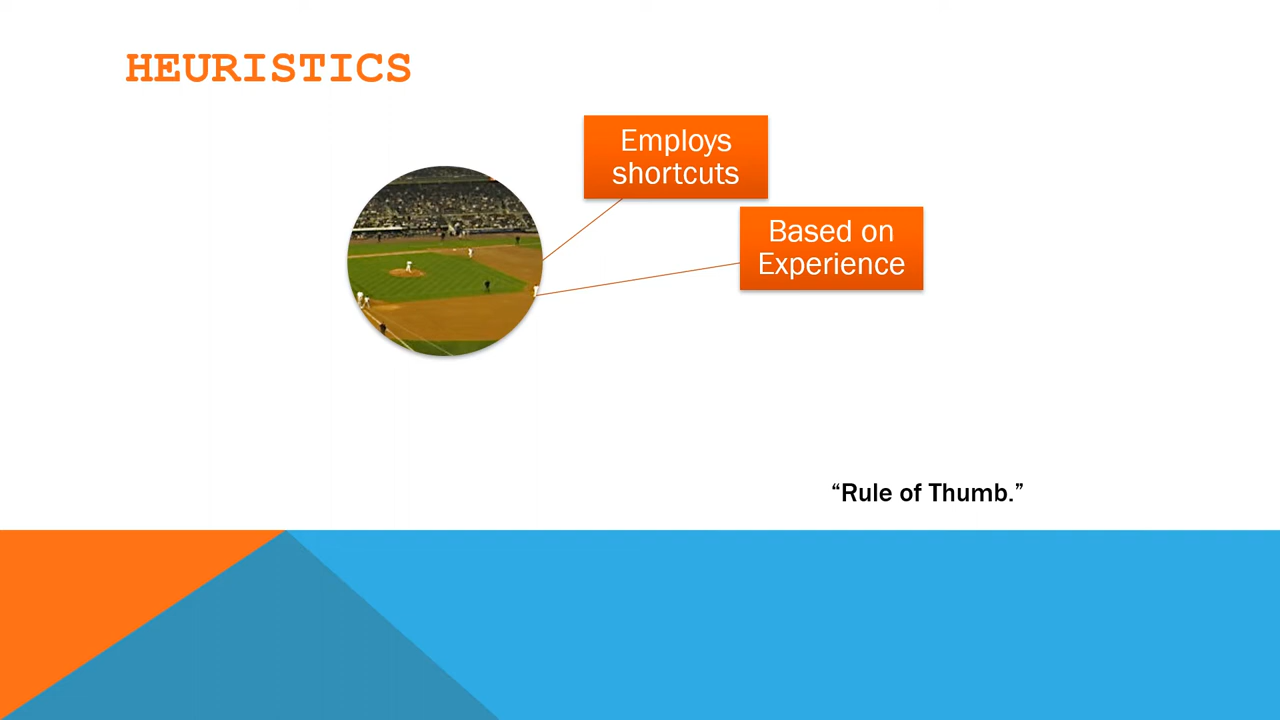 HEURISTICS
Employs
shortcuts
Based on
Experience
“Rule of Thumb.”